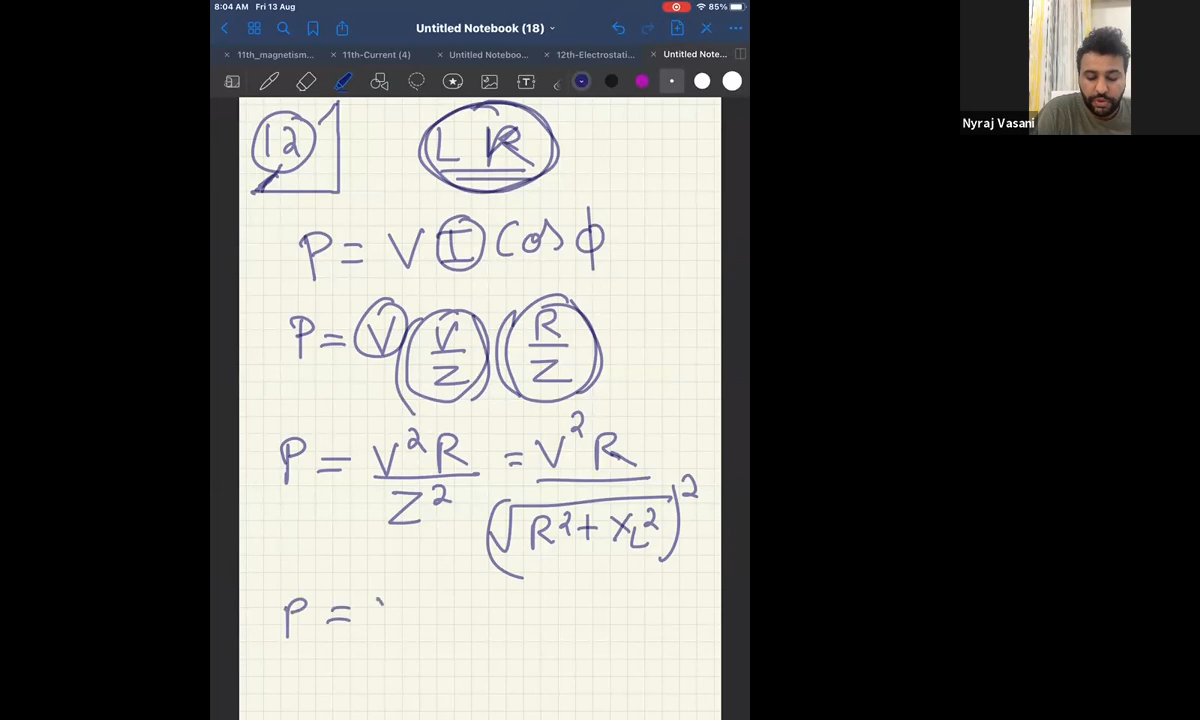 8:04 AM Fri 13 Aug 85%
Untitled Notebook (18)
11th_magnetism... 11th-Current (4) Untitled Noteboo... 12th-Electrostati... Untitled Note...
Nyraj Vasani
12 LR
P = V I Cos ϕ
P = V (V/Z) (R/Z)
P = V²R/Z² = V²R/(√(R² + X_L²))²
P =